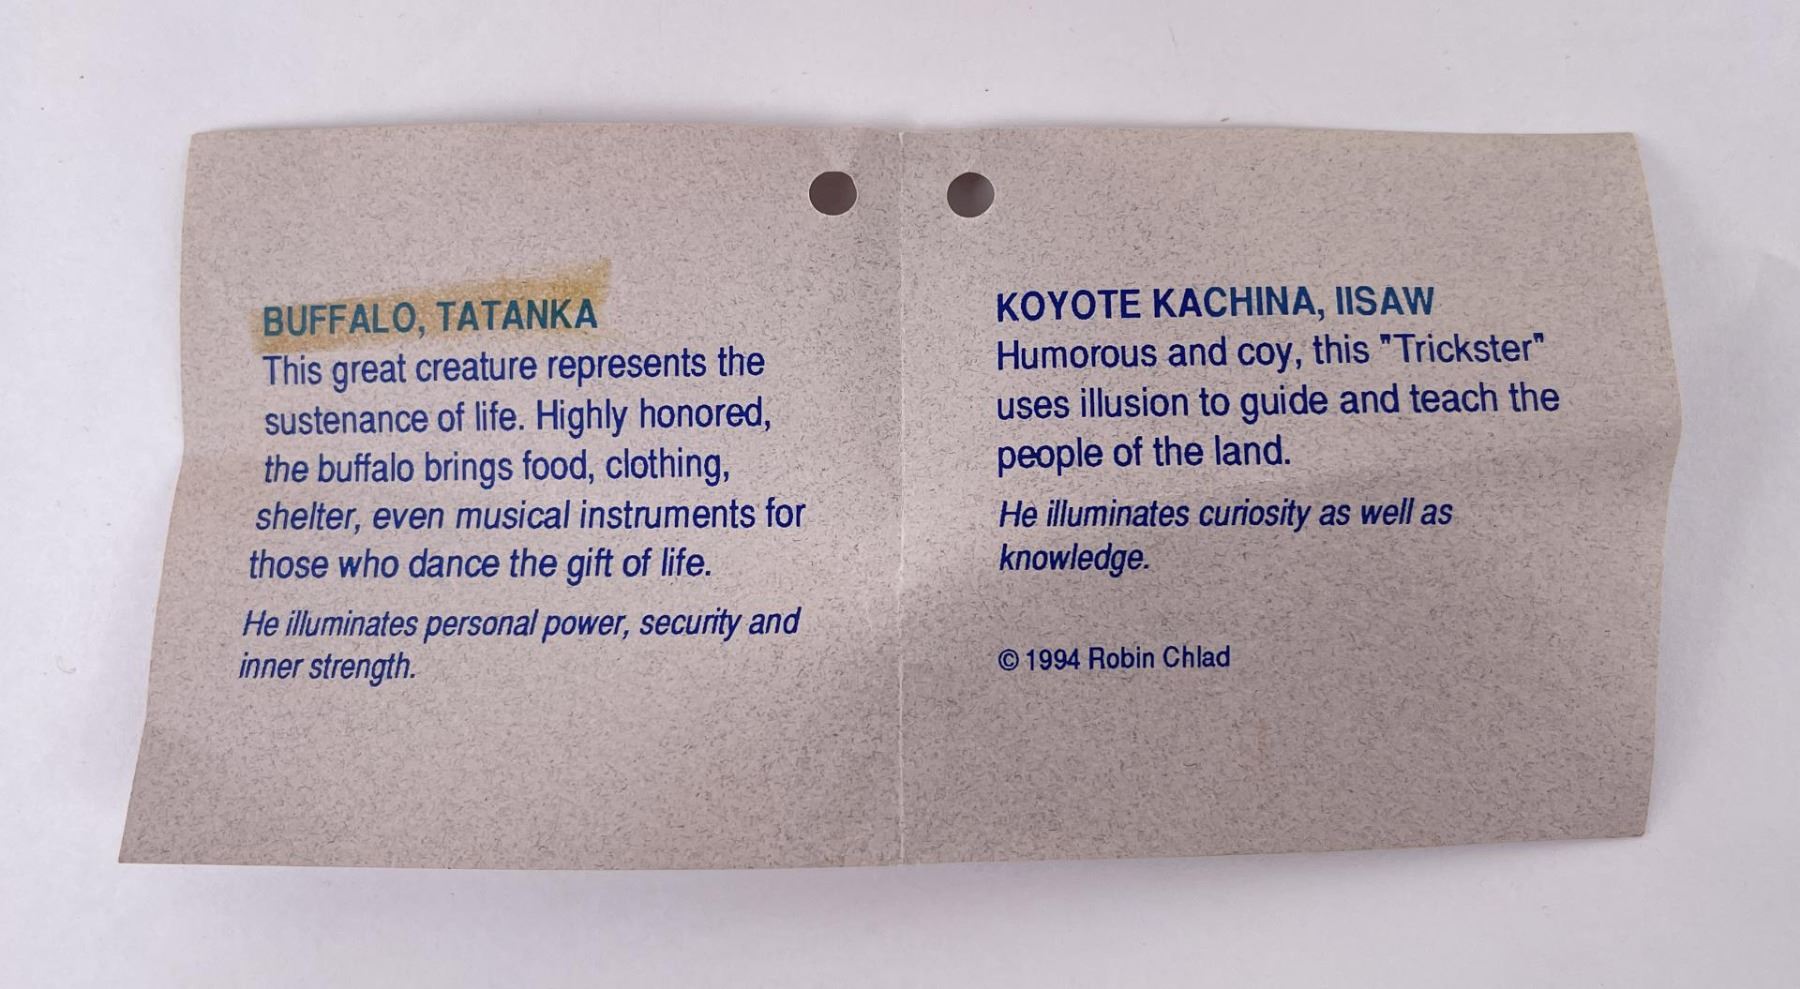 BUFFALO, TATANKA
This great creature represents the
sustenance of life. Highly honored,
the buffalo brings food, clothing,
shelter, even musical instruments for
those who dance the gift of life.
He illuminates personal power, security and
inner strength.
KOYOTE KACHINA, IISAW
Humorous and coy, this "Trickster"
uses illusion to guide and teach the
people of the land.
He illuminates curiosity as well as
knowledge.
© 1994 Robin Chlad